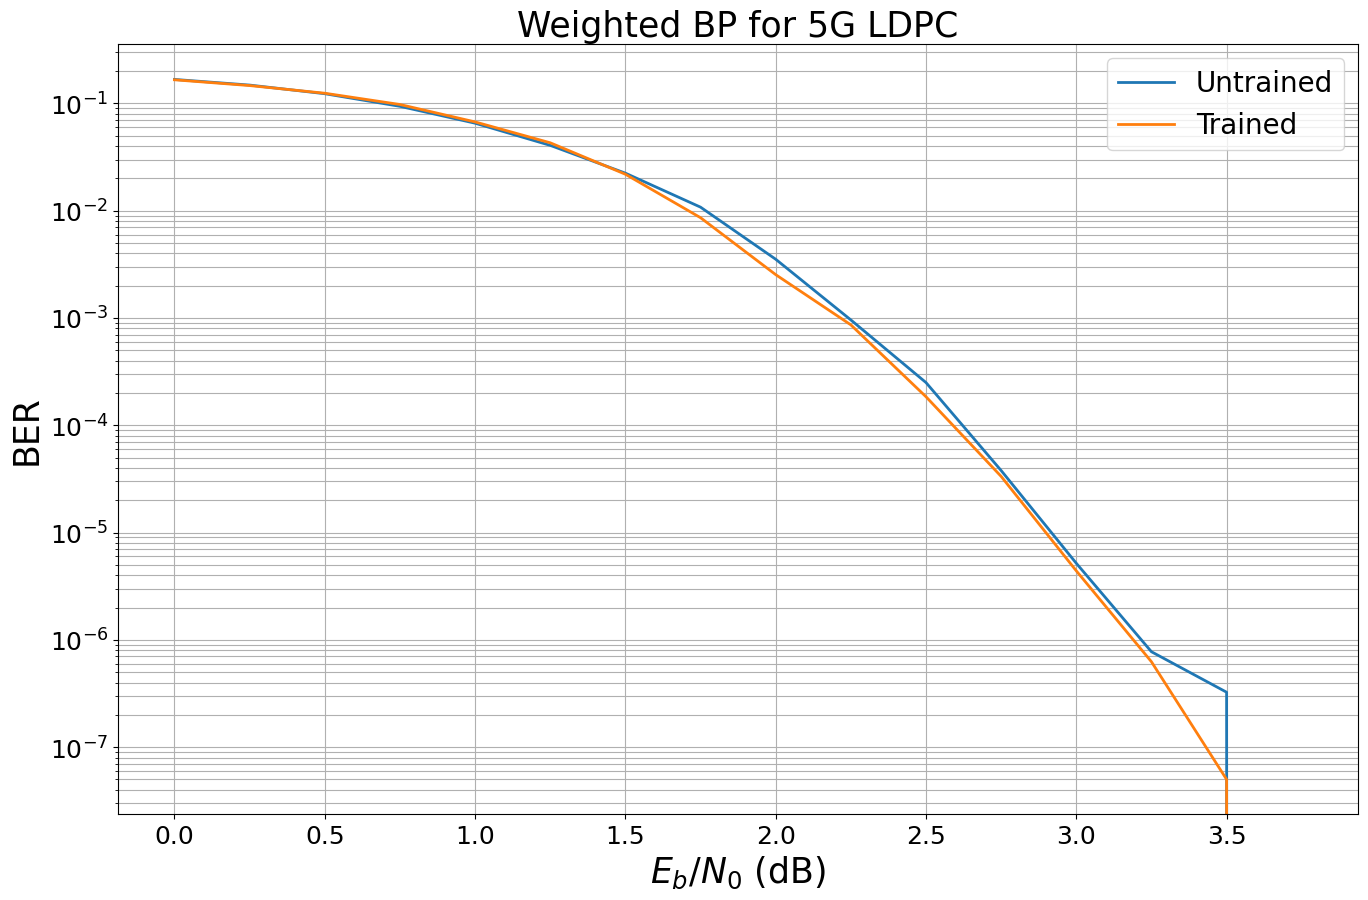 Weighted BP for 5G LDPC
Untrained
Trained
BER
10⁻¹
10⁻²
10⁻³
10⁻⁴
10⁻⁵
10⁻⁶
10⁻⁷
0.0 0.5 1.0 1.5 2.0 2.5 3.0 3.5
E_b/N_0 (dB)